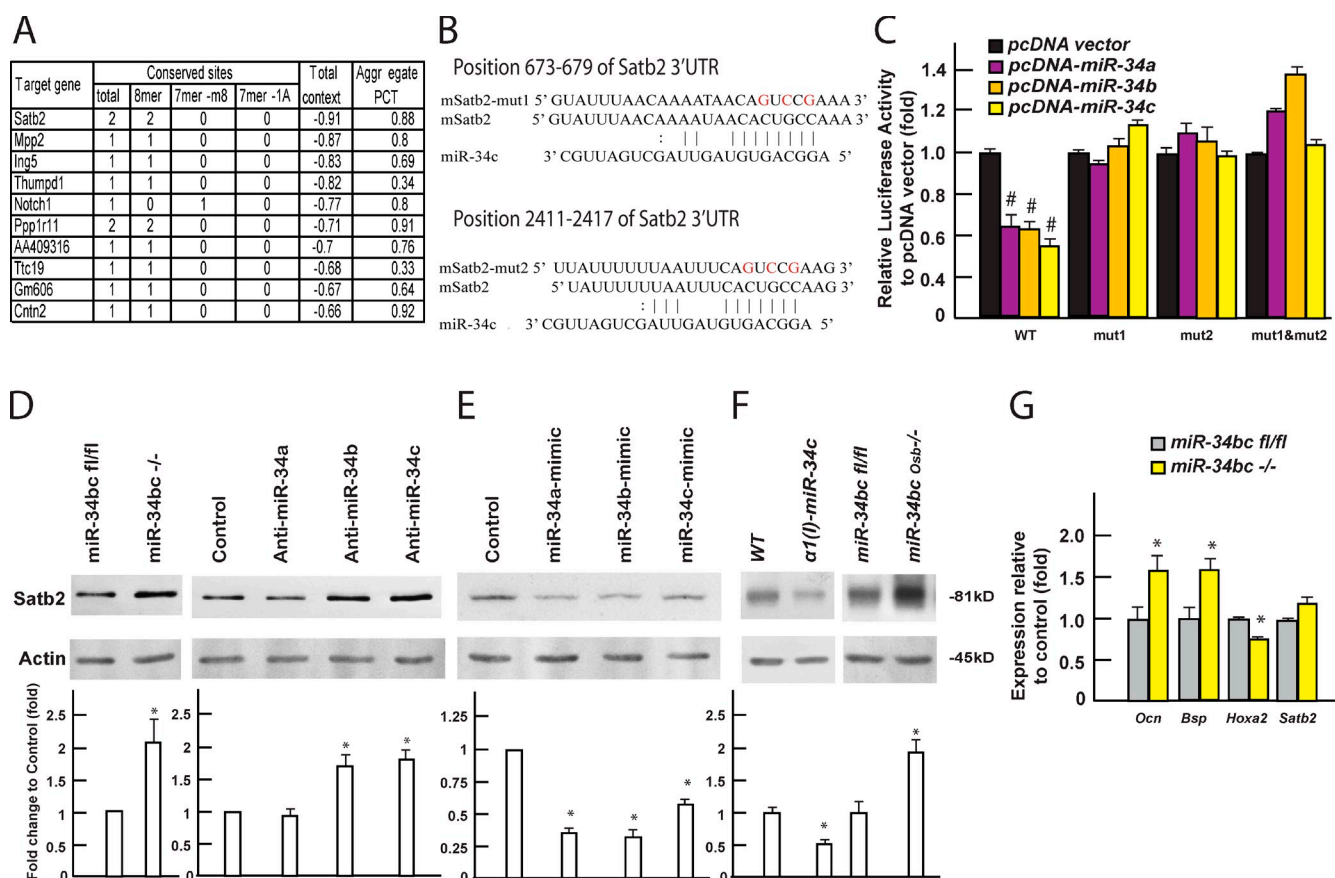 A
Target gene Conserved sites Total context Aggr egate PCT
total 8mer 7mer -m8 7mer -1A
Satb2 2 2 0 0 -0.91 0.88
Mpp2 1 1 0 0 -0.87 0.8
Ing5 1 1 0 0 -0.83 0.69
Thumpd1 1 1 0 0 -0.82 0.34
Notch1 1 0 1 0 -0.77 0.8
Ppp1r11 2 2 0 0 -0.71 0.91
AA409316 1 1 0 0 -0.7 0.76
Ttc19 1 1 0 0 -0.68 0.33
Gm606 1 1 0 0 -0.67 0.64
Cntn2 1 1 0 0 -0.66 0.92
B
Position 673-679 of Satb2 3'UTR
mSatb2-mut1 5' GUAUUUAACAAAAUAACAGUCCGAAA 3'
mSatb2 5' GUAUUUAACAAAAUAACACUGCCAAA 3'
: || ||||||||
miR-34c 3' CGUUAGUCGAUUGAUGUGACGGA 5'
Position 2411-2417 of Satb2 3'UTR
mSatb2-mut2 5' UUAUUUUUUAAUUUCAGUCCGAAG 3'
mSatb2 5' UAUUUUUUAAUUUCACUGCCAAG 3'
: ||| |||||||
miR-34c 3' CGUUAGUCGAUUGAUGUGACGGA 5'
C
pcDNA vector
pcDNA-miR-34a
pcDNA-miR-34b
pcDNA-miR-34c
Relative Luciferase Activity
to pcDNA vector (fold)
1.4
1.2
1.0
0.8
0.6
0.4
0
# # #
WT mut1 mut2 mut1&mut2
D
miR-34bc fl/fl
miR-34bc -/-
Control
Anti-miR-34a
Anti-miR-34b
Anti-miR-34c
E
Control
miR-34a-mimic
miR-34b-mimic
miR-34c-mimic
F
WT
α1(I)-miR-34c
miR-34bc fl/fl
miR-34bc Osb-/-
Satb2
-81kD
Actin
-45kD
Fold change to Control (fold)
2.5
2
1.5
1
0.5
0
*
2.5
2
1.5
1
0.5
0
* *
1.25
1
0.75
0.5
0.25
0
* * *
2.5
2
1.5
1
0.5
0
* *
G
miR-34bc fl/fl
miR-34bc -/-
Expression relative
to control (fold)
2.0
1.5
1.0
0.5
0
* * *
Ocn Bsp Hoxa2 Satb2